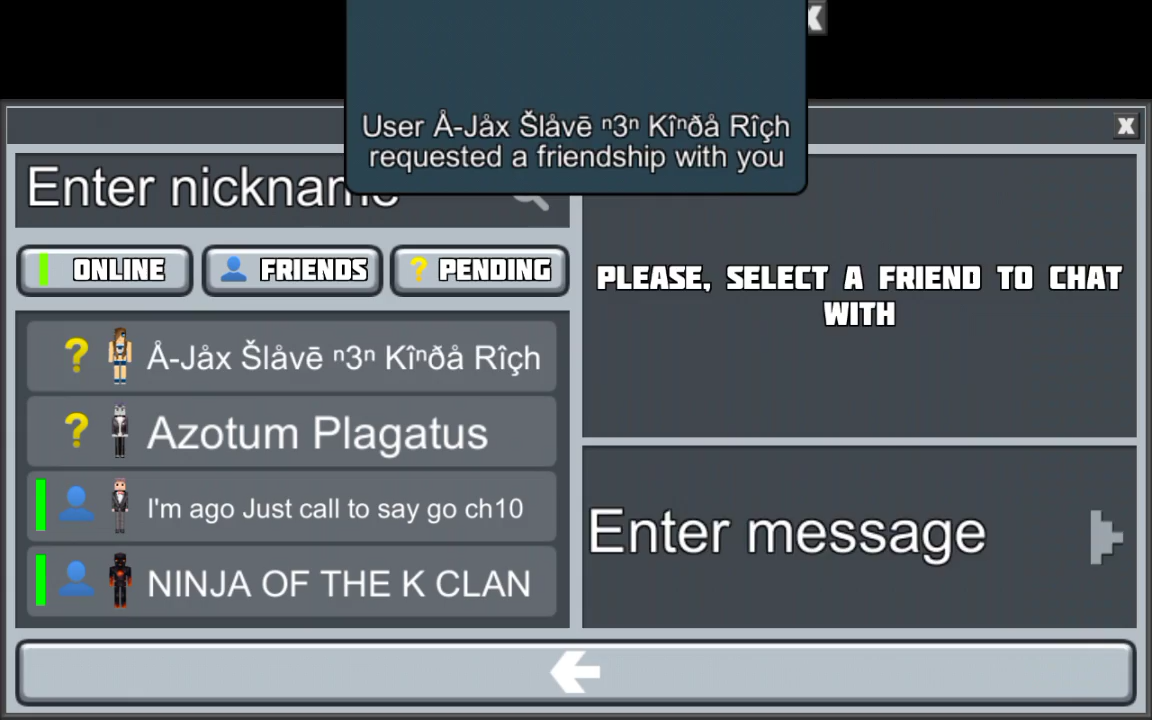 User Å-Jåx Šlåvē ⁿ3ⁿ Kîⁿðå Rîçh
requested a friendship with you
X
Enter nickname
ONLINE
FRIENDS
? PENDING
PLEASE, SELECT A FRIEND TO CHAT
WITH
? Å-Jåx Šlåvē ⁿ3ⁿ Kîⁿðå Rîçh
? Azotum Plagatus
I'm ago Just call to say go ch10
NINJA OF THE K CLAN
Enter message